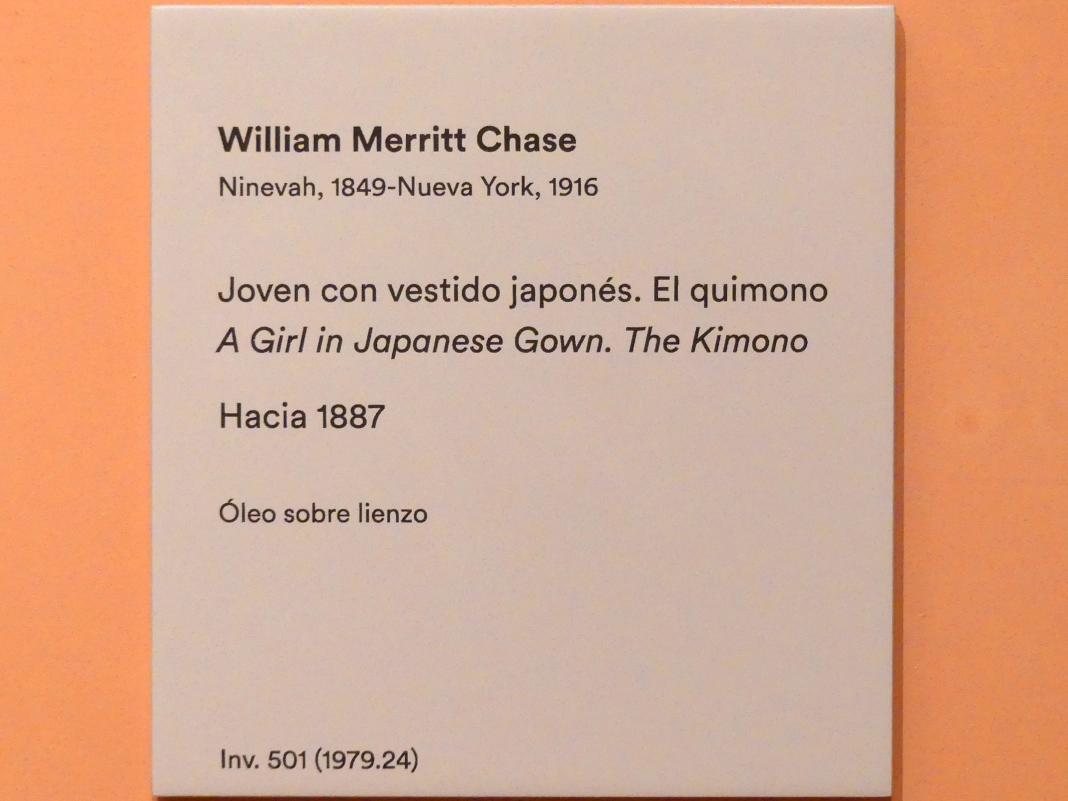 William Merritt Chase
Ninevah, 1849-Nueva York, 1916
Joven con vestido japonés. El quimono
A Girl in Japanese Gown. The Kimono
Hacia 1887
Óleo sobre lienzo
Inv. 501 (1979.24)